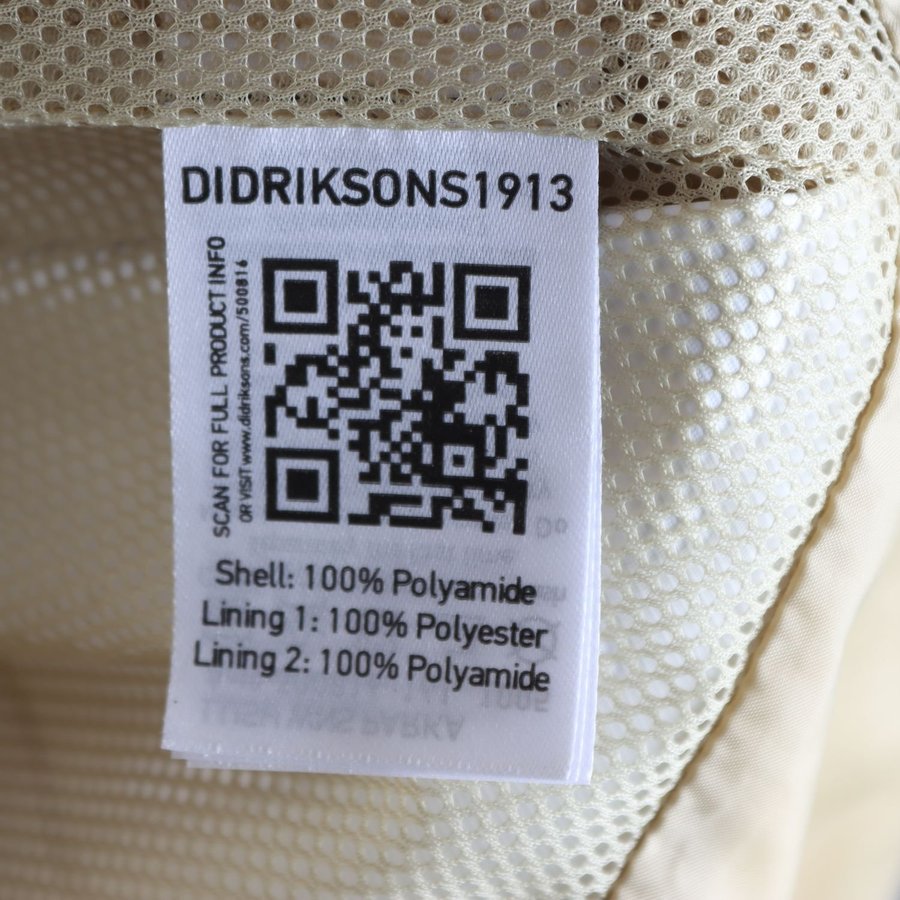 DIDRIKSONS1913
SCAN FOR FULL PRODUCT INFO
OR VISIT www.didriksons.com/500816
Shell: 100% Polyamide
Lining 1: 100% Polyester
Lining 2: 100% Polyamide